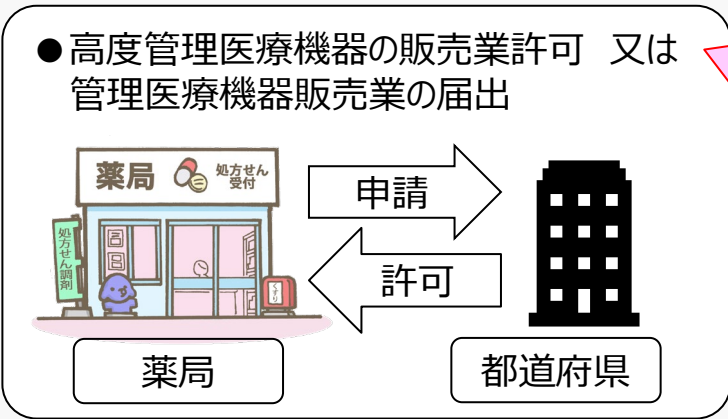 ●高度管理医療機器の販売業許可 又は
管理医療機器販売業の届出
薬局
処方せん
受付
処方せん調剤
くすり
申請
許可
薬局
都道府県